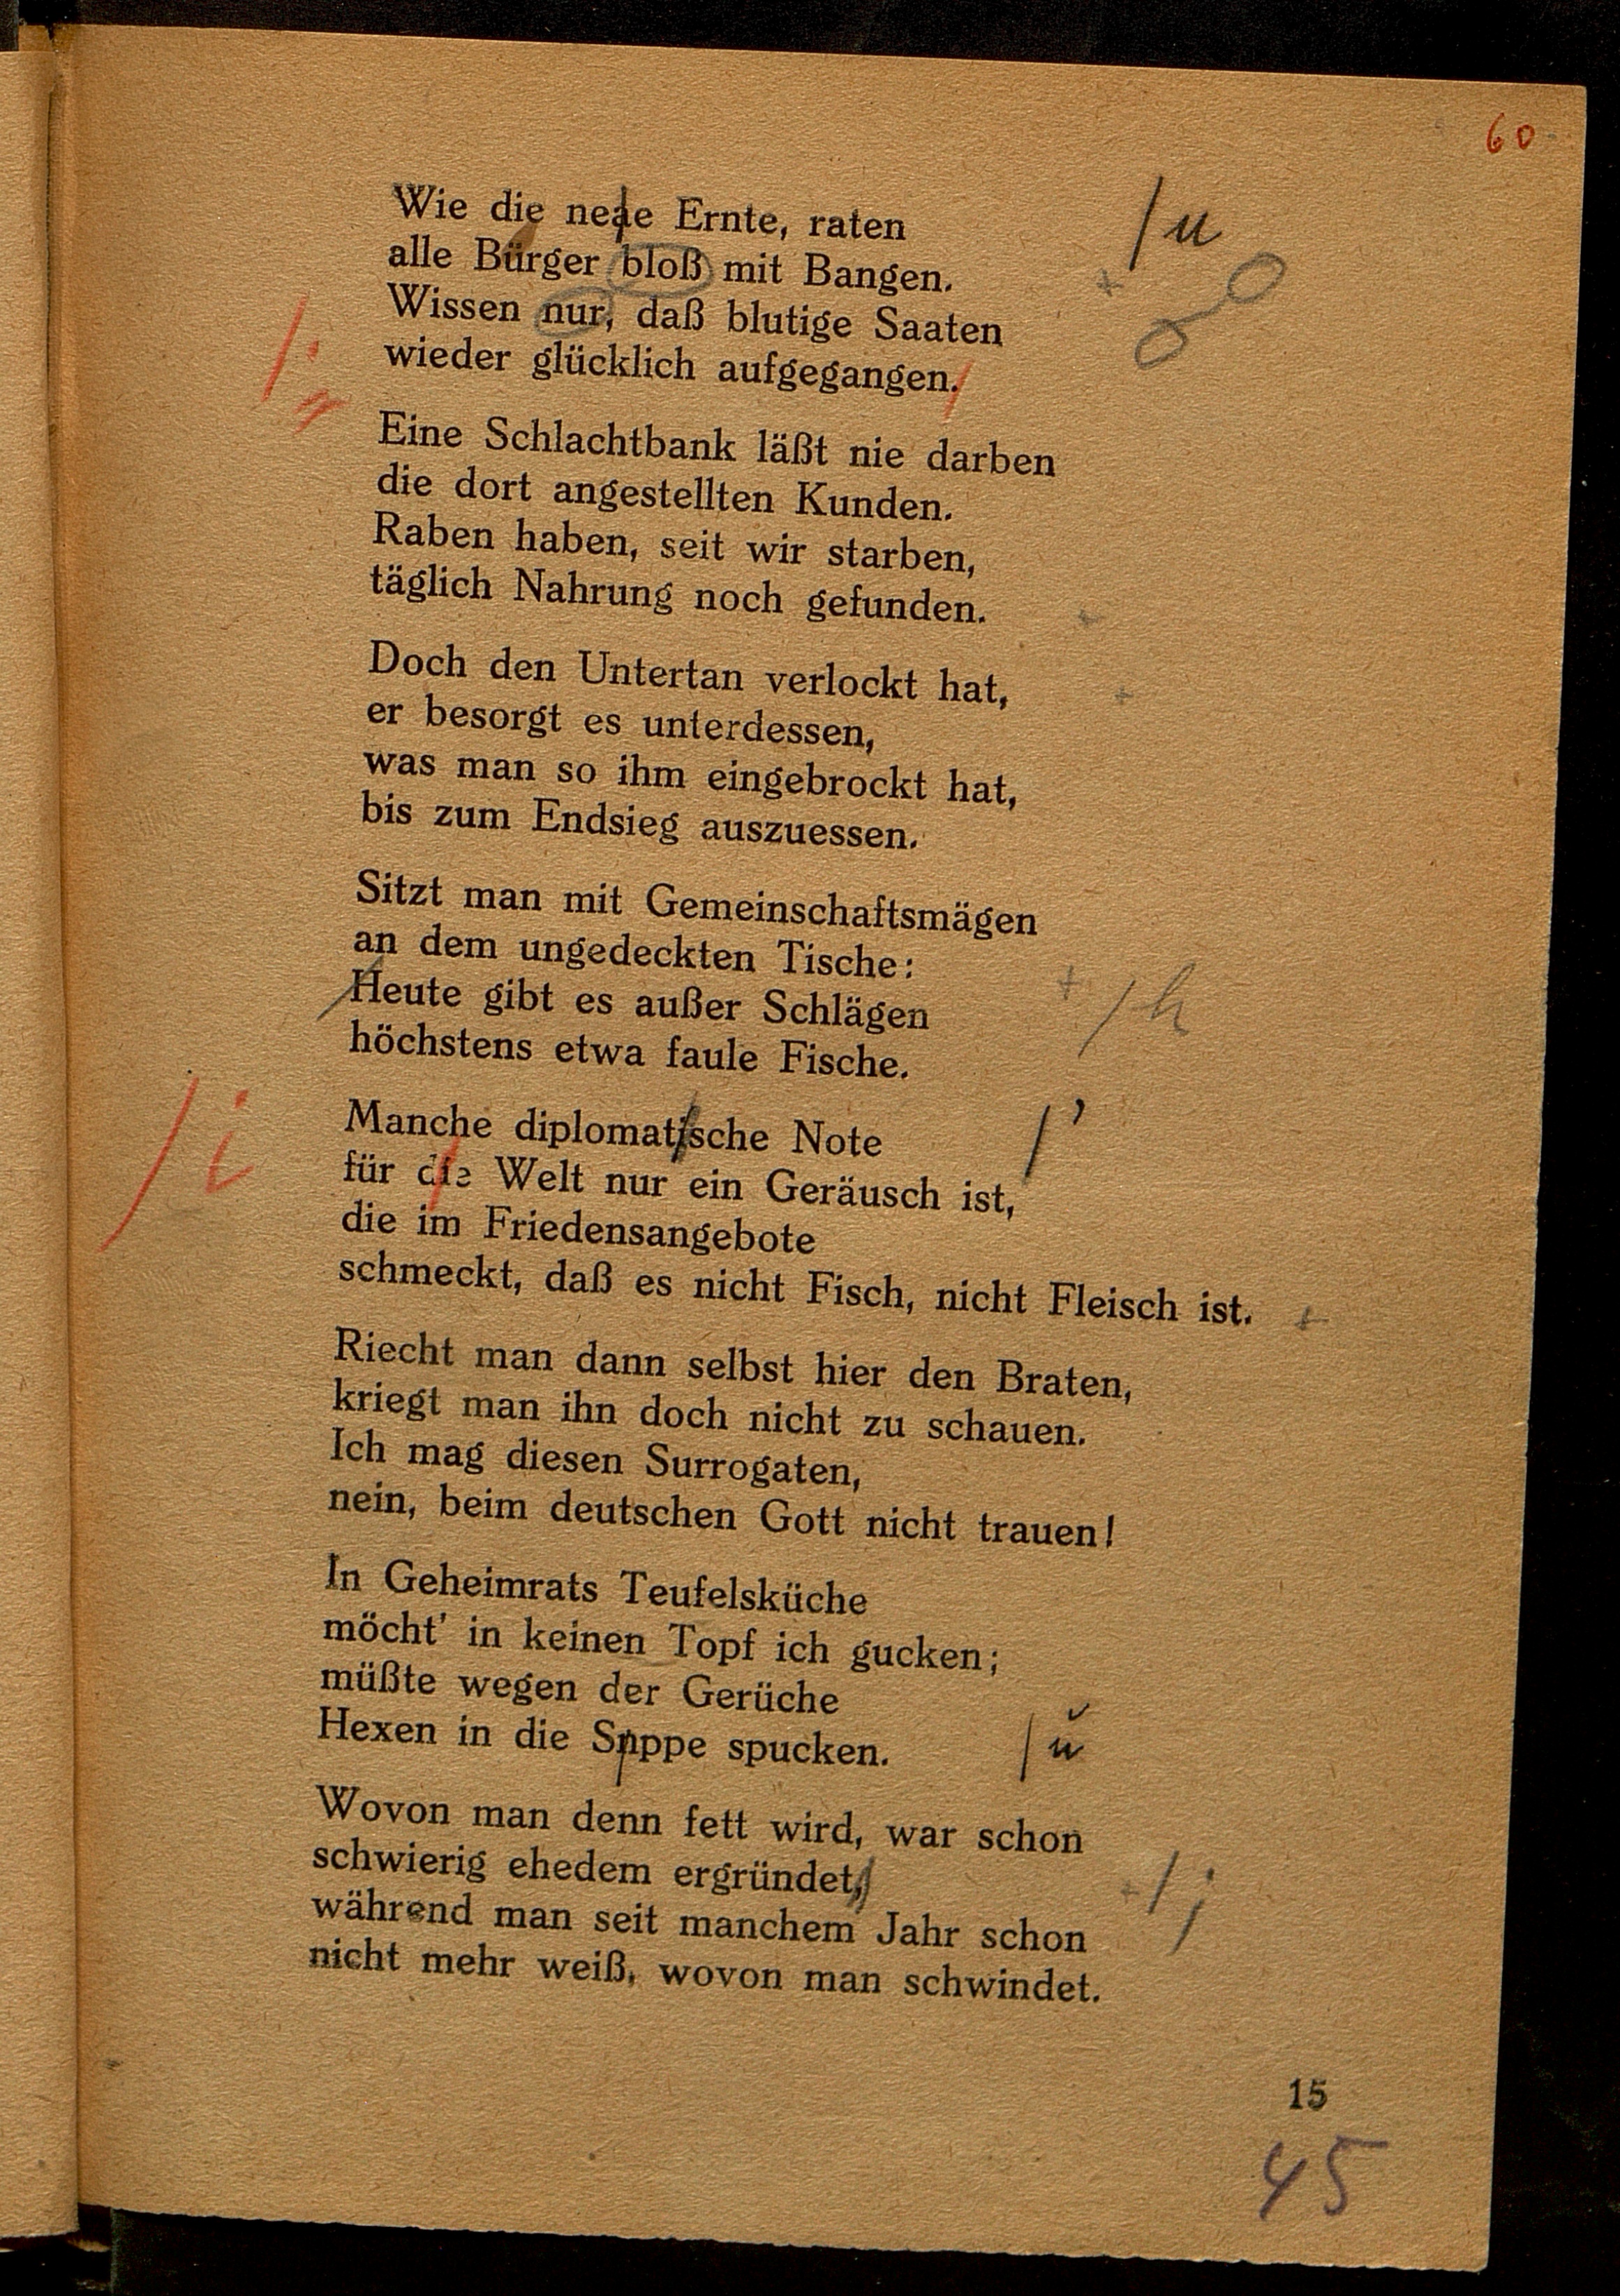 60
Wie die nene Ernte, raten
/ u
alle Bürger bloß mit Bangen.
Wissen nur, daß blutige Saaten
wieder glücklich aufgegangen.
Eine Schlachtbank läßt nie darben
die dort angestellten Kunden.
Raben haben, seit wir starben,
täglich Nahrung noch gefunden.
Doch den Untertan verlockt hat,
er besorgt es unterdessen,
was man so ihm eingebrockt hat,
bis zum Endsieg auszuessen.
Sitzt man mit Gemeinschaftsmägen
an dem ungedeckten Tische:
Heute gibt es außer Schlägen
/ h
höchstens etwa faule Fische.
Manche diplomatische Note
/ '
/ i
für die Welt nur ein Geräusch ist,
die im Friedensangebote
schmeckt, daß es nicht Fisch, nicht Fleisch ist.
Riecht man dann selbst hier den Braten,
kriegt man ihn doch nicht zu schauen.
Ich mag diesen Surrogaten,
nein, beim deutschen Gott nicht trauen!
In Geheimrats Teufelsküche
möcht' in keinen Topf ich gucken;
müßte wegen der Gerüche
Hexen in die Snppe spucken.
/ u
Wovon man denn fett wird, war schon
schwierig ehedem ergründet,
/ ;
während man seit manchem Jahr schon
nicht mehr weiß, wovon man schwindet.
15
45